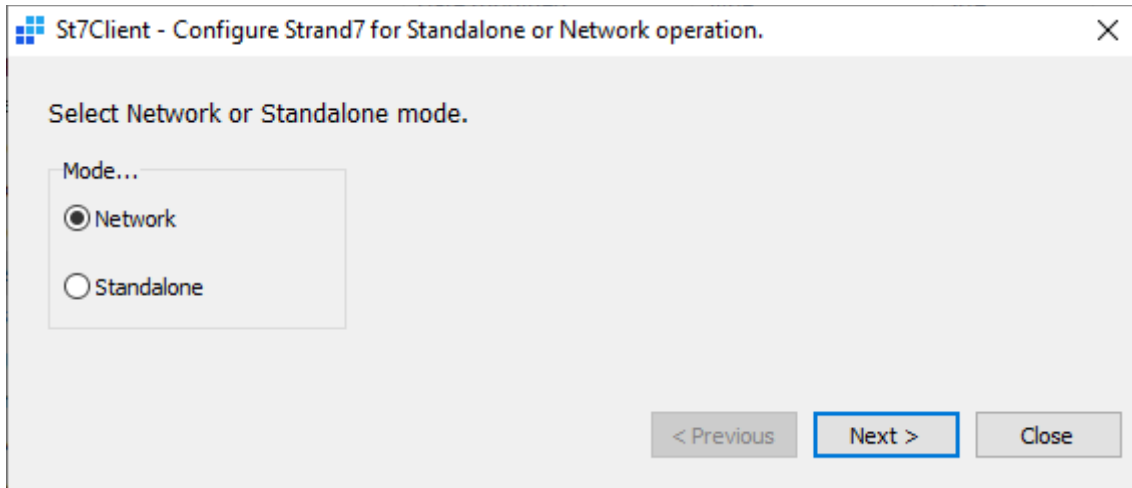 St7Client - Configure Strand7 for Standalone or Network operation.
Select Network or Standalone mode.
Mode...
Network
Standalone
< Previous Next > Close